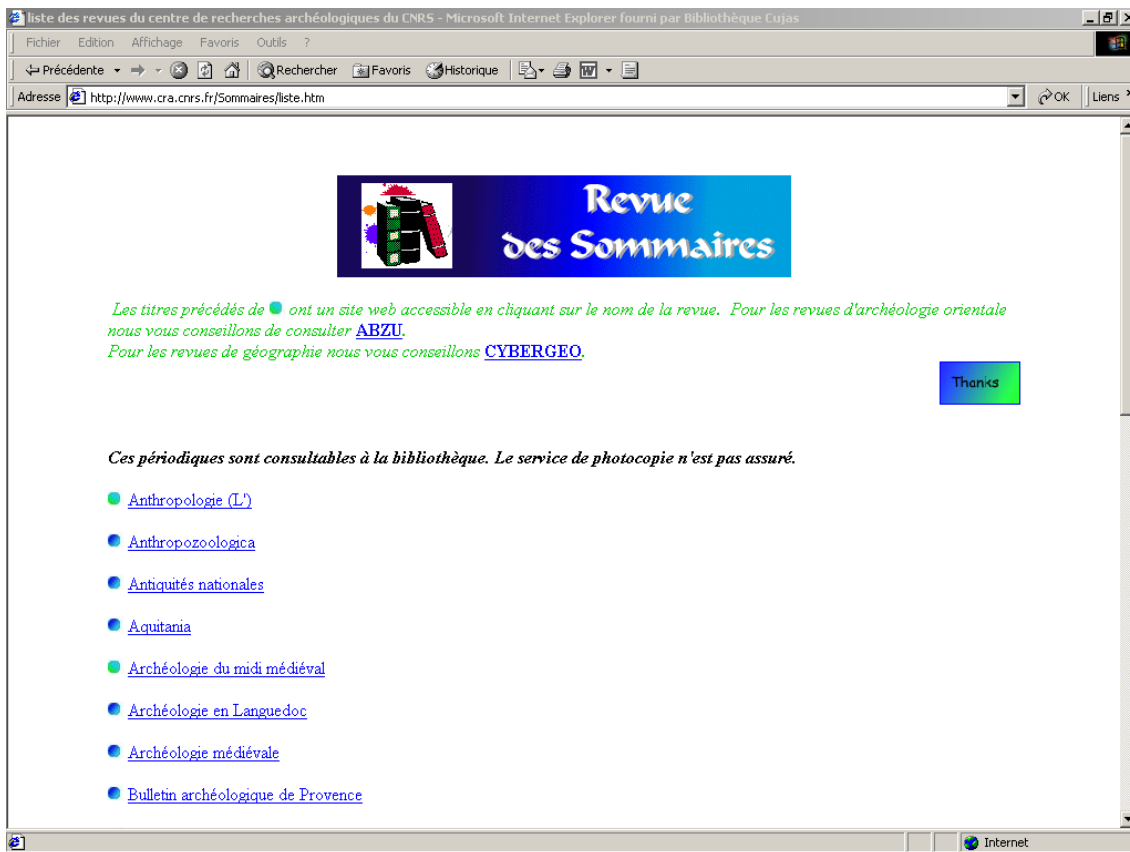 liste des revues du centre de recherches archéologiques du CNRS - Microsoft Internet Explorer fourni par Bibliothèque Cujas
Fichier Edition Affichage Favoris Outils ?
Précédente Rechercher Favoris Historique
Adresse http://www.cra.cnrs.fr/Sommaires/liste.htm OK Liens
Revue
des Sommaires
Les titres précédés de ont un site web accessible en cliquant sur le nom de la revue. Pour les revues d'archéologie orientale
nous vous conseillons de consulter ABZU.
Pour les revues de géographie nous vous conseillons CYBERGEO.
Thanks
Ces périodiques sont consultables à la bibliothèque. Le service de photocopie n'est pas assuré.
Anthropologie (L')
Anthropozoologica
Antiquités nationales
Aquitania
Archéologie du midi médiéval
Archéologie en Languedoc
Archéologie médiévale
Bulletin archéologique de Provence
Internet